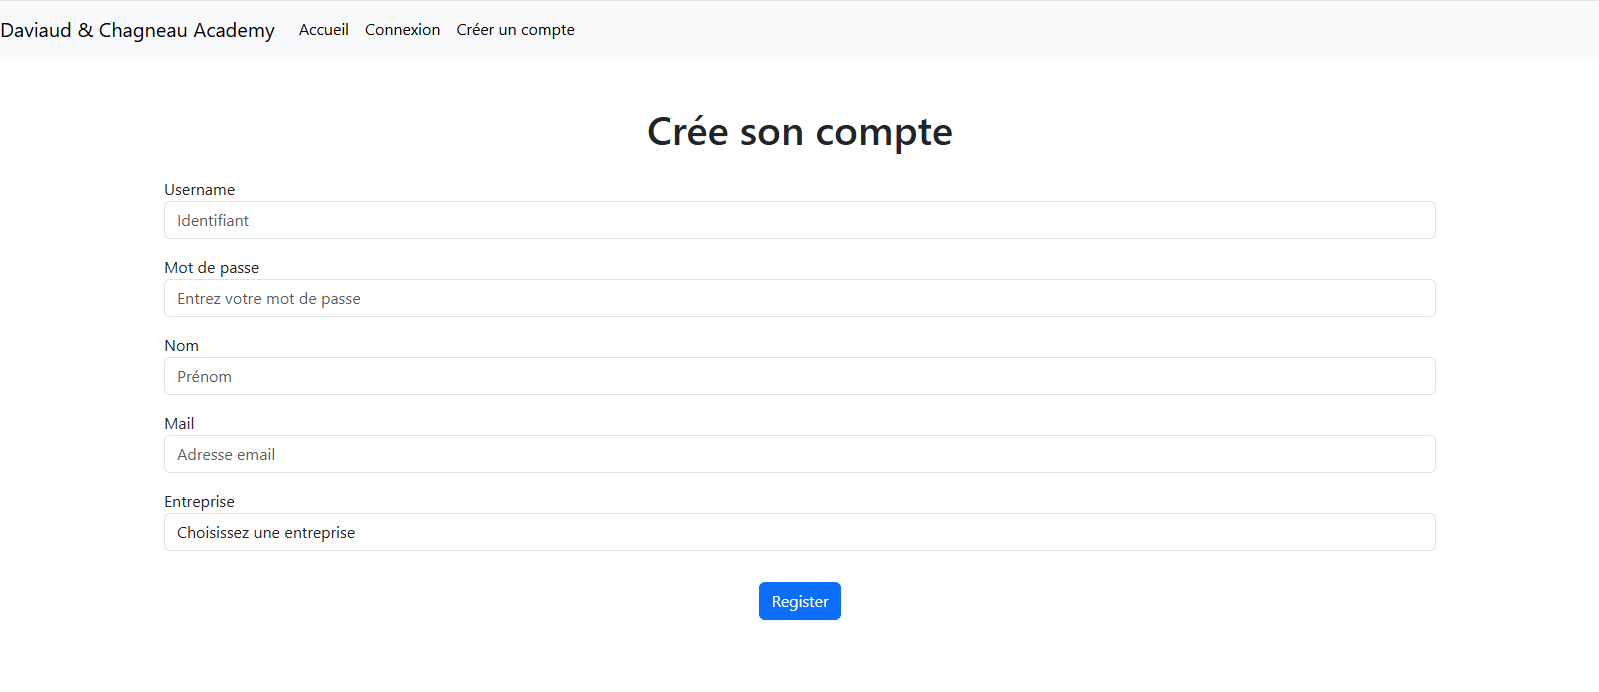 Daviaud & Chagneau Academy Accueil Connexion Créer un compte
Crée son compte
Username
Identifiant
Mot de passe
Entrez votre mot de passe
Nom
Prénom
Mail
Adresse email
Entreprise
Choisissez une entreprise
Register